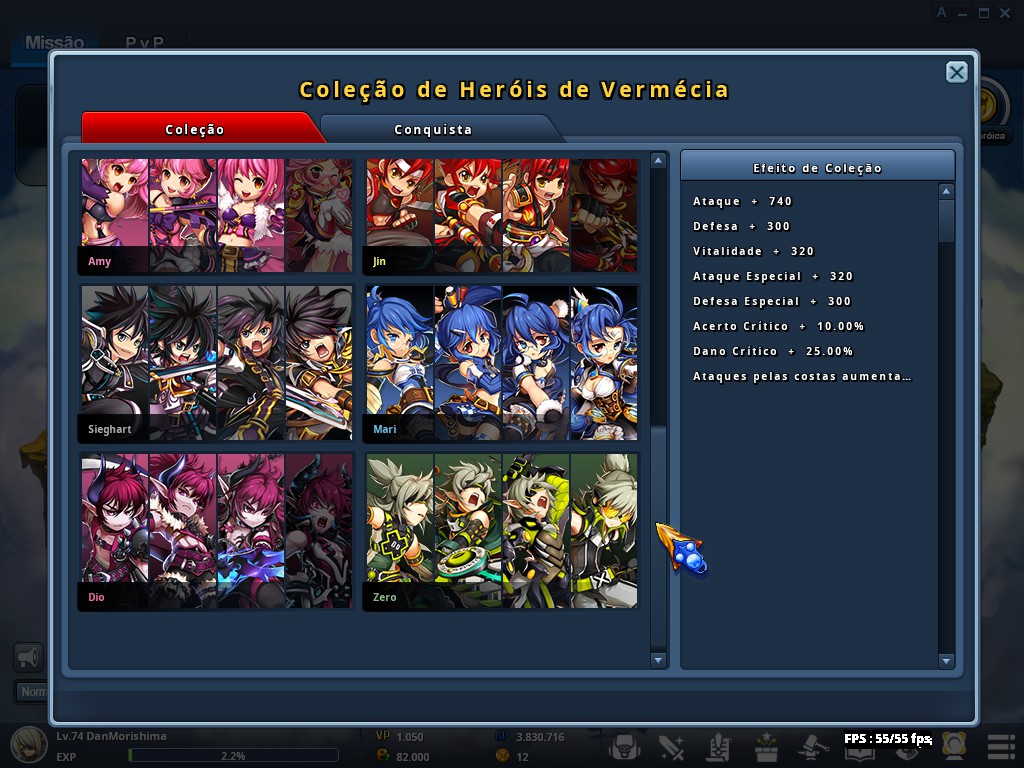 A
Missão PvP
Coleção de Heróis de Vermécia
Coleção Conquista
Efeito de Coleção
Ataque + 740
Defesa + 300
Vitalidade + 320
Ataque Especial + 320
Defesa Especial + 300
Acerto Crítico + 10.00%
Dano Crítico + 25.00%
Ataques pelas costas aumenta...
Amy Jin
Sieghart Mari
Dio Zero
Norm
Lv.74 DanMorishima
EXP 2.2%
VP 1.050 3.830.716
82.000 12
FPS : 55/55 fps